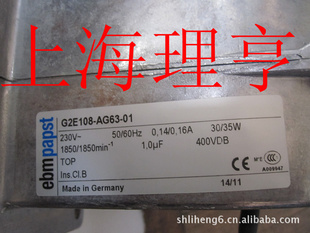 上海理亨
ebmpapst
G2E108-AG63-01
230V~ 50/60Hz 0,14/0,16A 30/35W
1850/1850min-1 1,0µF 400VDB
TOP
Ins.Cl.B
Made in Germany 14/11
A009947
shliheng6.cn.alibaba.com